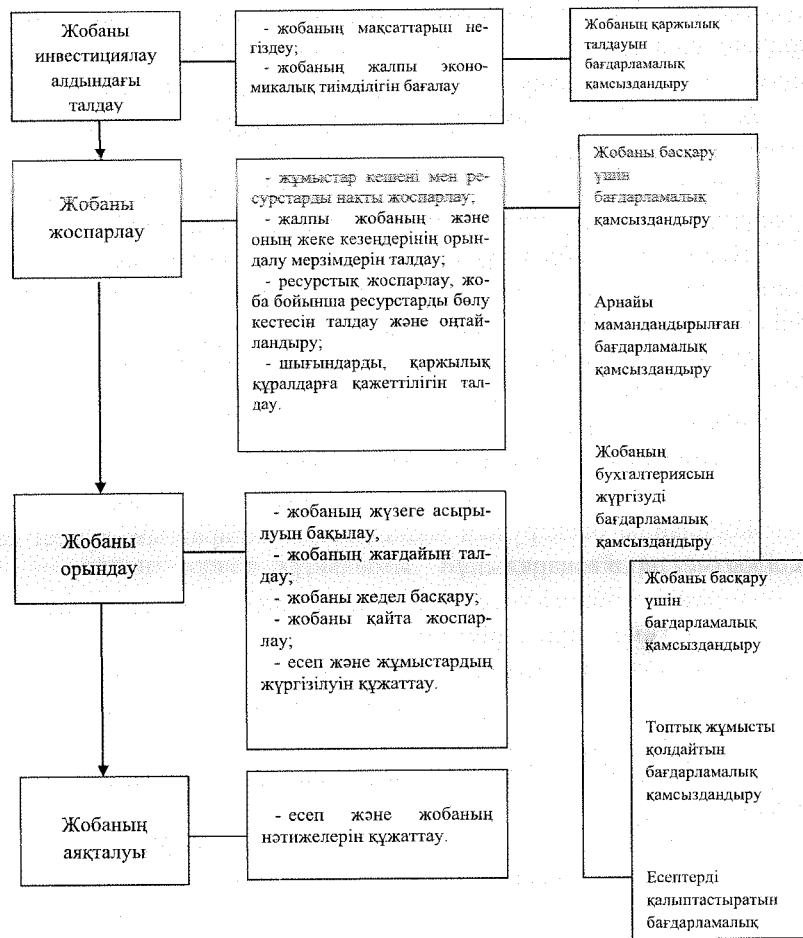 Жобаны
инвестициялау
алдындағы
талдау
- жобаның мақсаттарын не-
гіздеу;
- жобаның жалпы эконо-
микалық тиімділігін бағалау
Жобаның қаржылық
талдауын
бағдарламалық
қамсыздандыру
Жобаны
жоспарлау
- жұмыстар кешені мен ре-
сурстарды нақты жоспарлау;
- жалпы жобаның және
оның жеке кезеңдерінің орын-
далу мерзімдерін талдау;
- ресурстық жоспарлау, жо-
ба бойынша ресурстарды бөлу
кестесін талдау және оңтай-
ландыру;
- шығындарды, қаржылық
құралдарға қажеттілігін тал-
дау.
Жобаны басқару
үшін
бағдарламалық
қамсыздандыру
Арнайы
мамандандырылған
бағдарламалық
қамсыздандыру
Жобаның
бухгалтериясын
жүргізуді
бағдарламалық
қамсыздандыру
Жобаны
орындау
- жобаның жүзеге асыры-
луын бақылау,
- жобаның жағдайын тал-
дау;
- жобаны жедел басқару;
- жобаны қайта жоспар-
лау;
- есеп және жұмыстардың
жүргізілуін құжаттау.
Жобаны басқару
үшін
бағдарламалық
қамсыздандыру
Топтық жұмысты
қолдайтын
бағдарламалық
қамсыздандыру
Есептерді
қалыптастыратын
бағдарламалық
Жобаның
аяқталуы
- есеп және жобаның
нәтижелерін құжаттау.